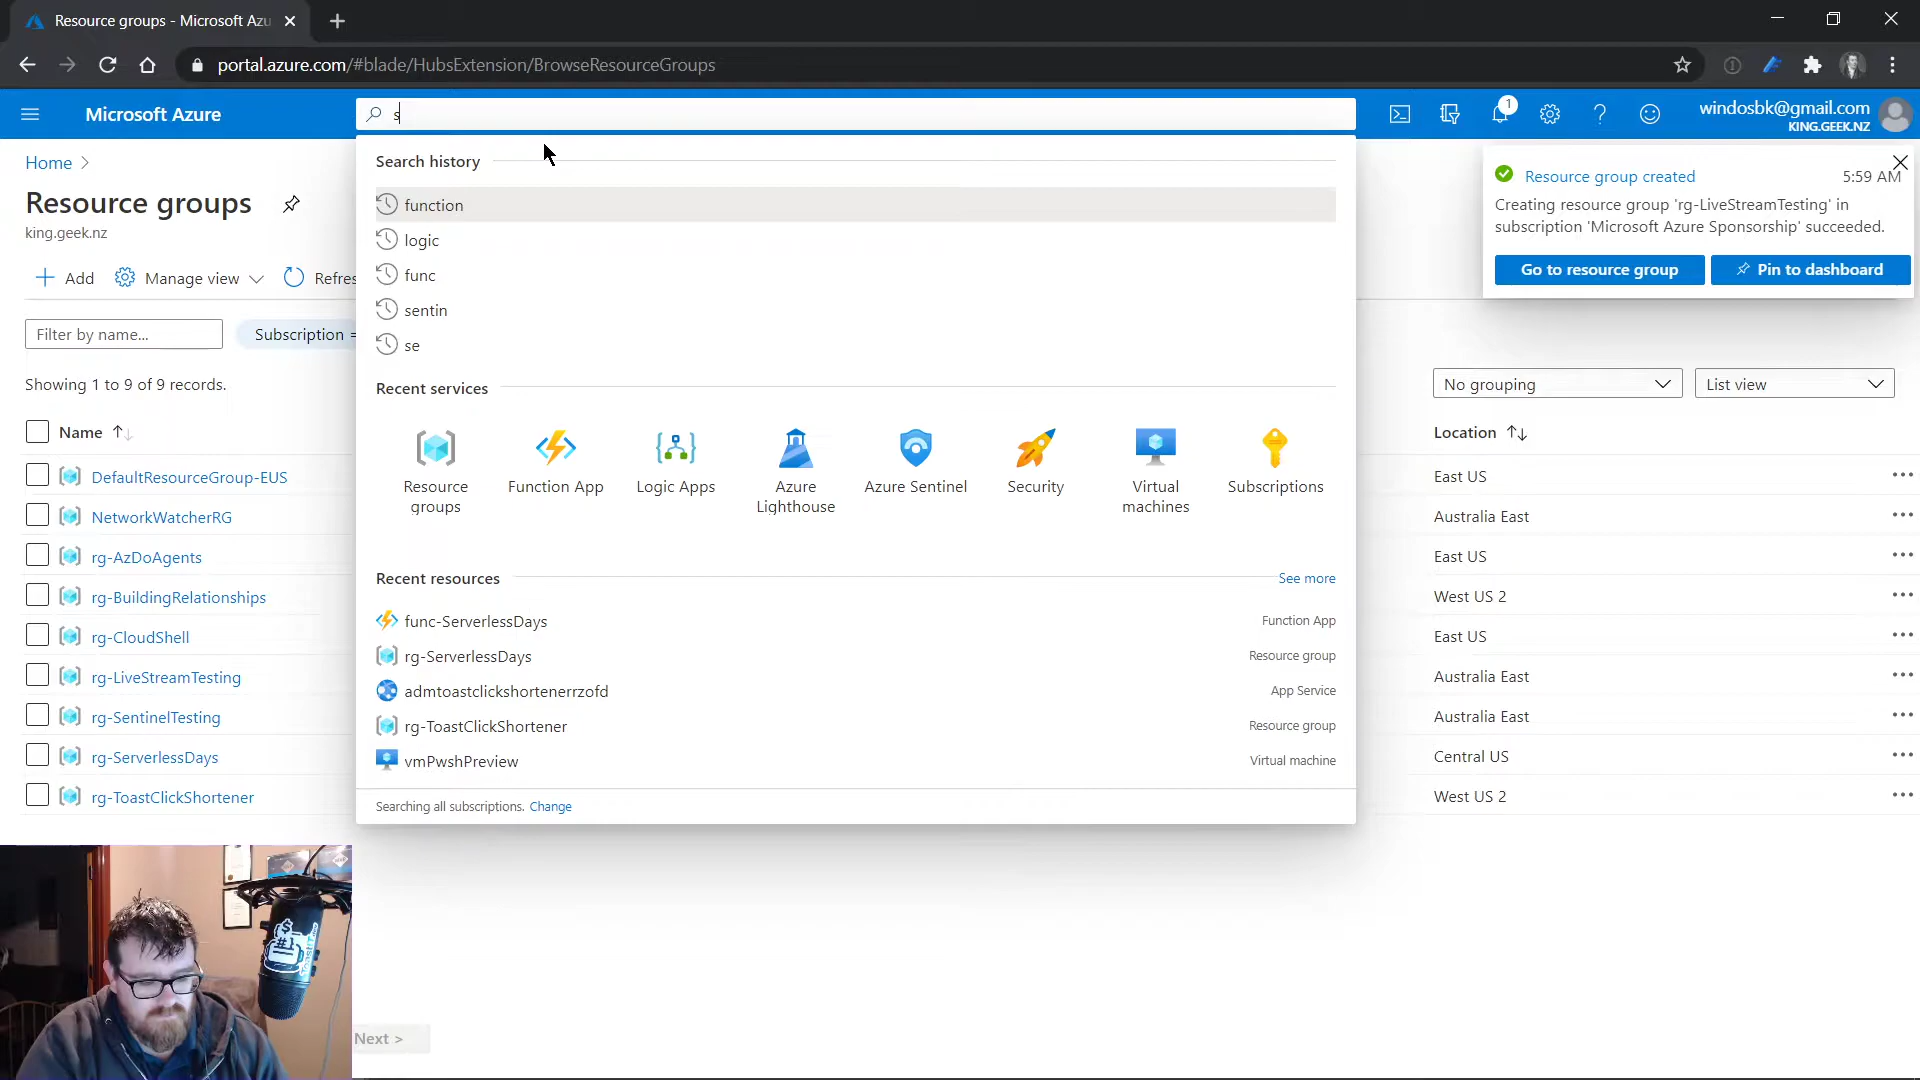 Resource groups - Microsoft Azu
portal.azure.com/#blade/HubsExtension/BrowseResourceGroups
Microsoft Azure
s
1
windosbk@gmail.com
KING.GEEK.NZ
Home
Resource groups
king.geek.nz
Add
Manage view
Refres
Filter by name...
Subscription =
Showing 1 to 9 of 9 records.
No grouping
List view
Name
Location
DefaultResourceGroup-EUS
East US
NetworkWatcherRG
Australia East
rg-AzDoAgents
East US
rg-BuildingRelationships
West US 2
rg-CloudShell
East US
rg-LiveStreamTesting
Australia East
rg-SentinelTesting
Australia East
rg-ServerlessDays
Central US
rg-ToastClickShortener
West US 2
Next >
Search history
function
logic
func
sentin
se
Recent services
Resource groups
Function App
Logic Apps
Azure Lighthouse
Azure Sentinel
Security
Virtual machines
Subscriptions
Recent resources
See more
func-ServerlessDays
Function App
rg-ServerlessDays
Resource group
admtoastclickshortenerrzofd
App Service
rg-ToastClickShortener
Resource group
vmPwshPreview
Virtual machine
Searching all subscriptions. Change
Resource group created
5:59 AM
Creating resource group 'rg-LiveStreamTesting' in
subscription 'Microsoft Azure Sponsorship' succeeded.
Go to resource group
Pin to dashboard